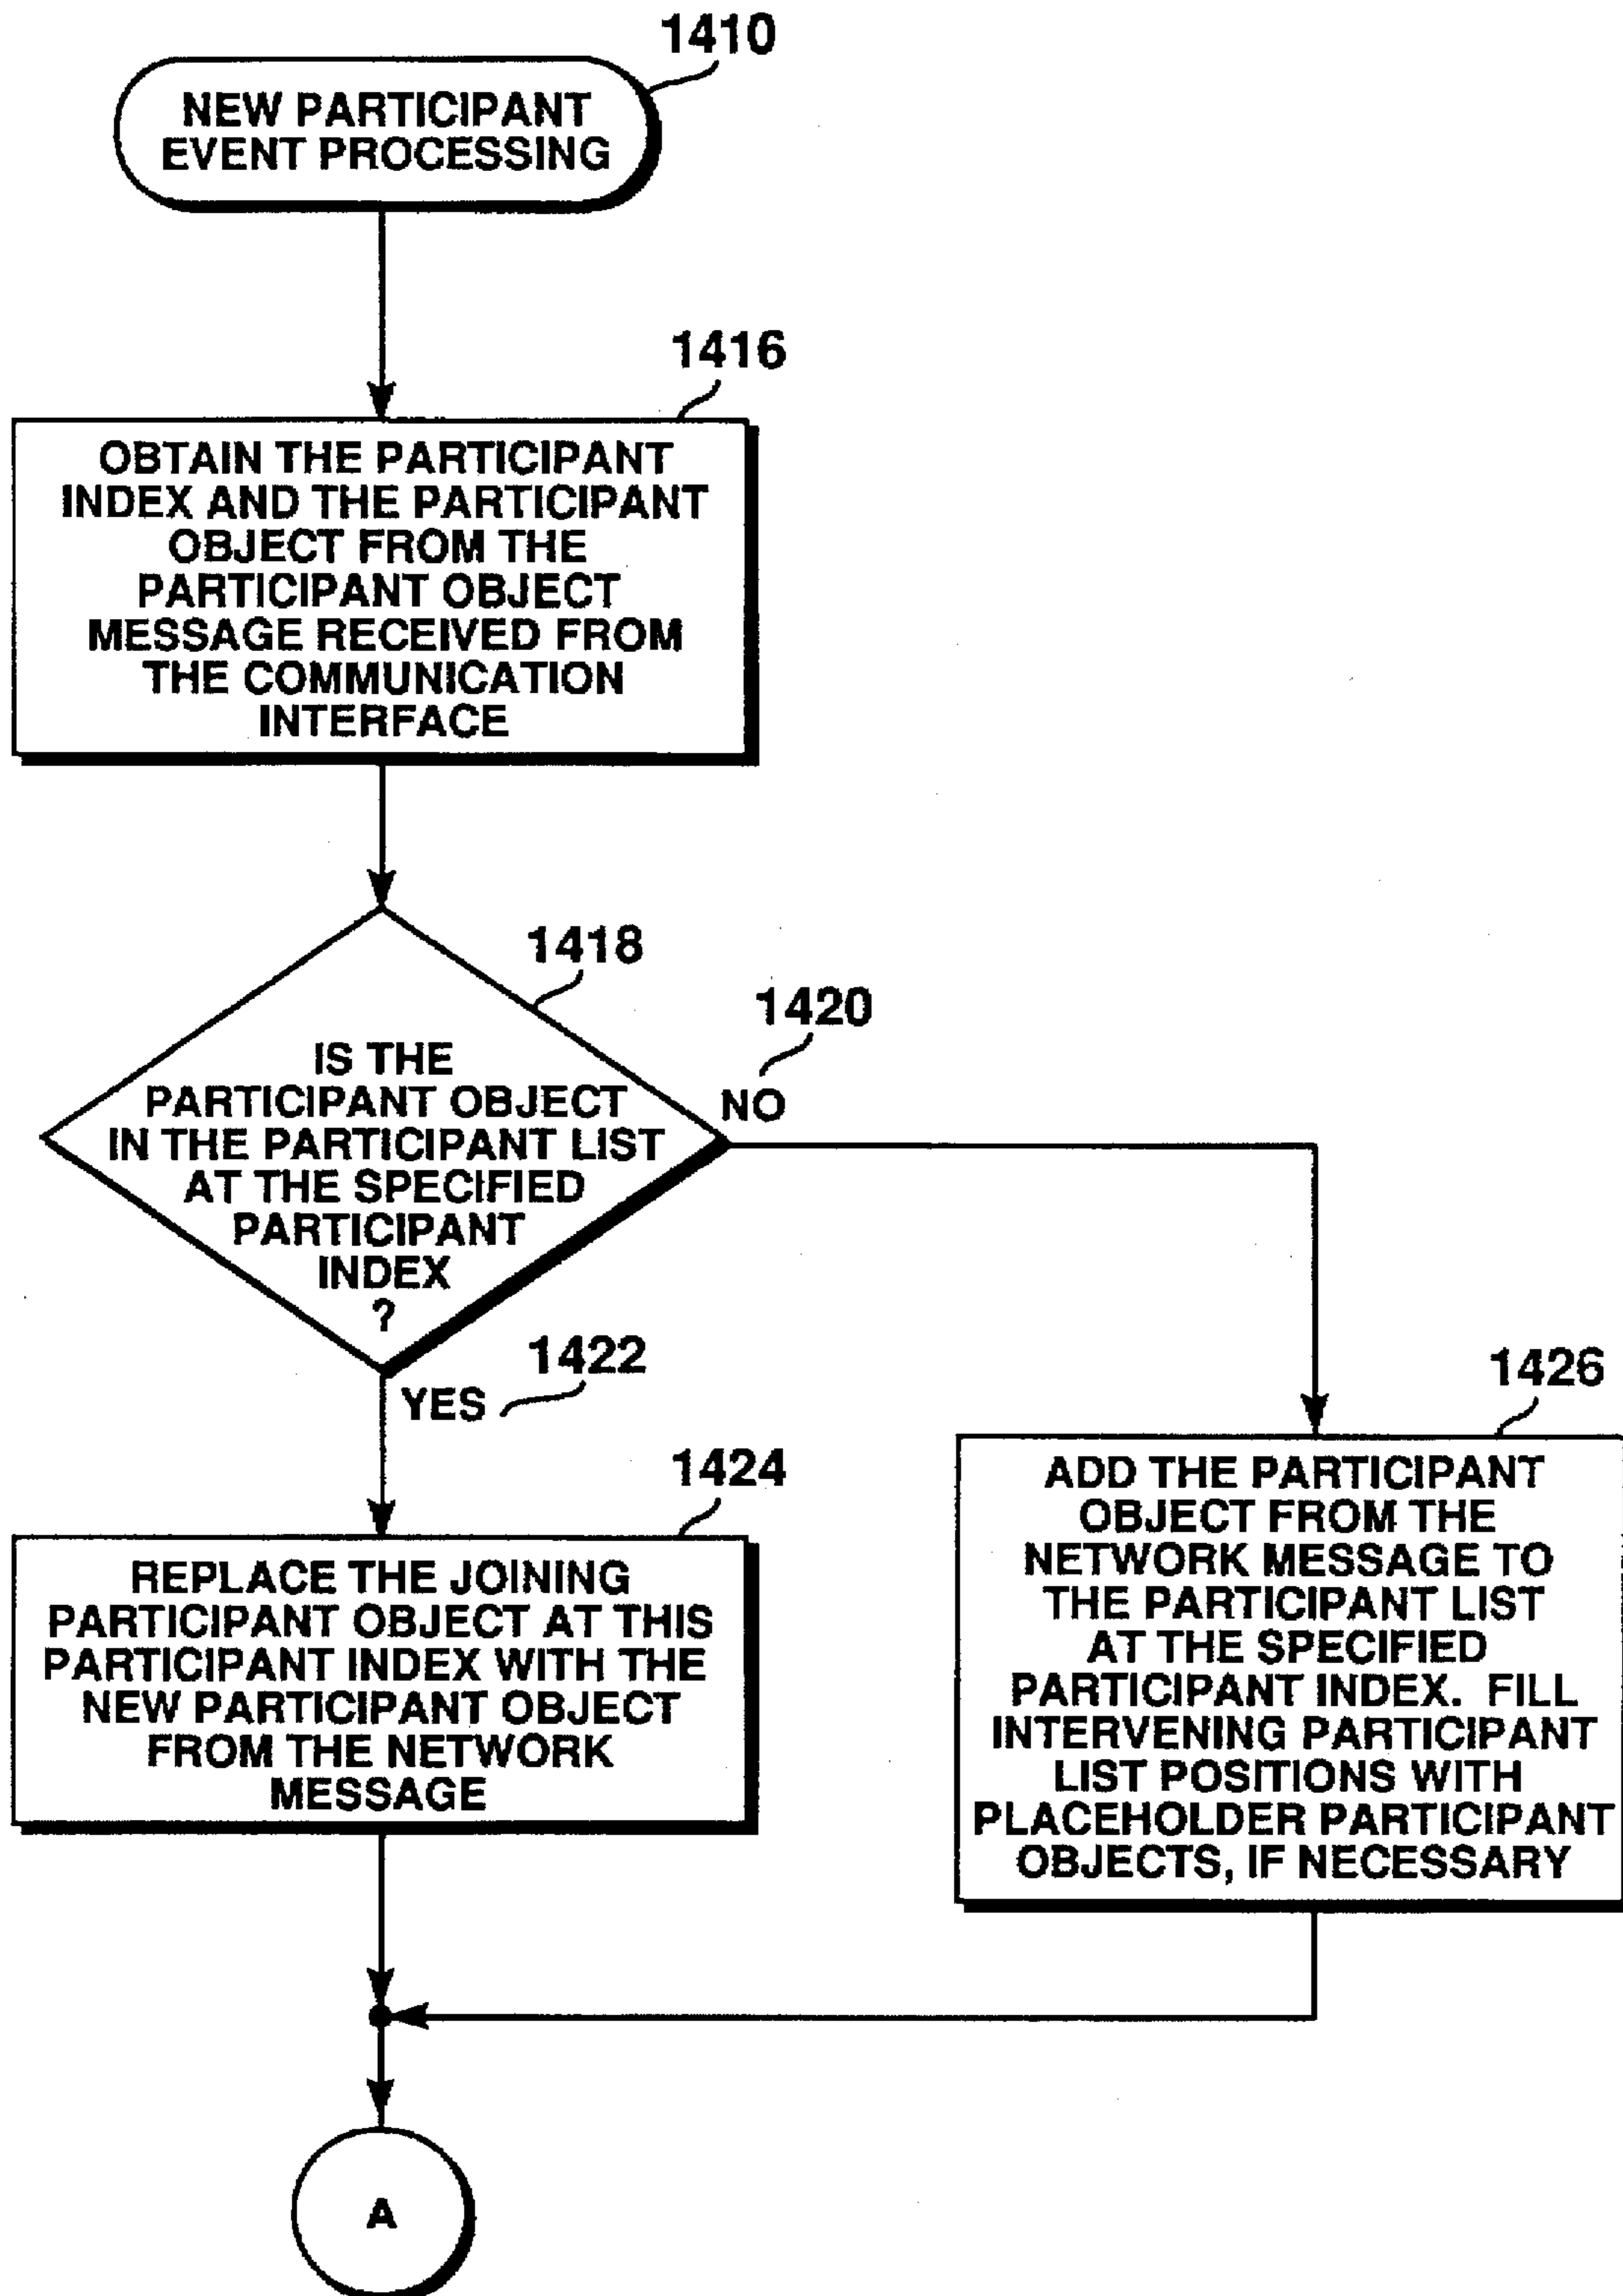 1410
NEW PARTICIPANT
EVENT PROCESSING
1416
OBTAIN THE PARTICIPANT
INDEX AND THE PARTICIPANT
OBJECT FROM THE
PARTICIPANT OBJECT
MESSAGE RECEIVED FROM
THE COMMUNICATION
INTERFACE
1418
1420
IS THE
PARTICIPANT OBJECT
IN THE PARTICIPANT LIST
AT THE SPECIFIED
PARTICIPANT
INDEX
?
NO
1422
YES
1424
REPLACE THE JOINING
PARTICIPANT OBJECT AT THIS
PARTICIPANT INDEX WITH THE
NEW PARTICIPANT OBJECT
FROM THE NETWORK
MESSAGE
1426
ADD THE PARTICIPANT
OBJECT FROM THE
NETWORK MESSAGE TO
THE PARTICIPANT LIST
AT THE SPECIFIED
PARTICIPANT INDEX. FILL
INTERVENING PARTICIPANT
LIST POSITIONS WITH
PLACEHOLDER PARTICIPANT
OBJECTS, IF NECESSARY
A